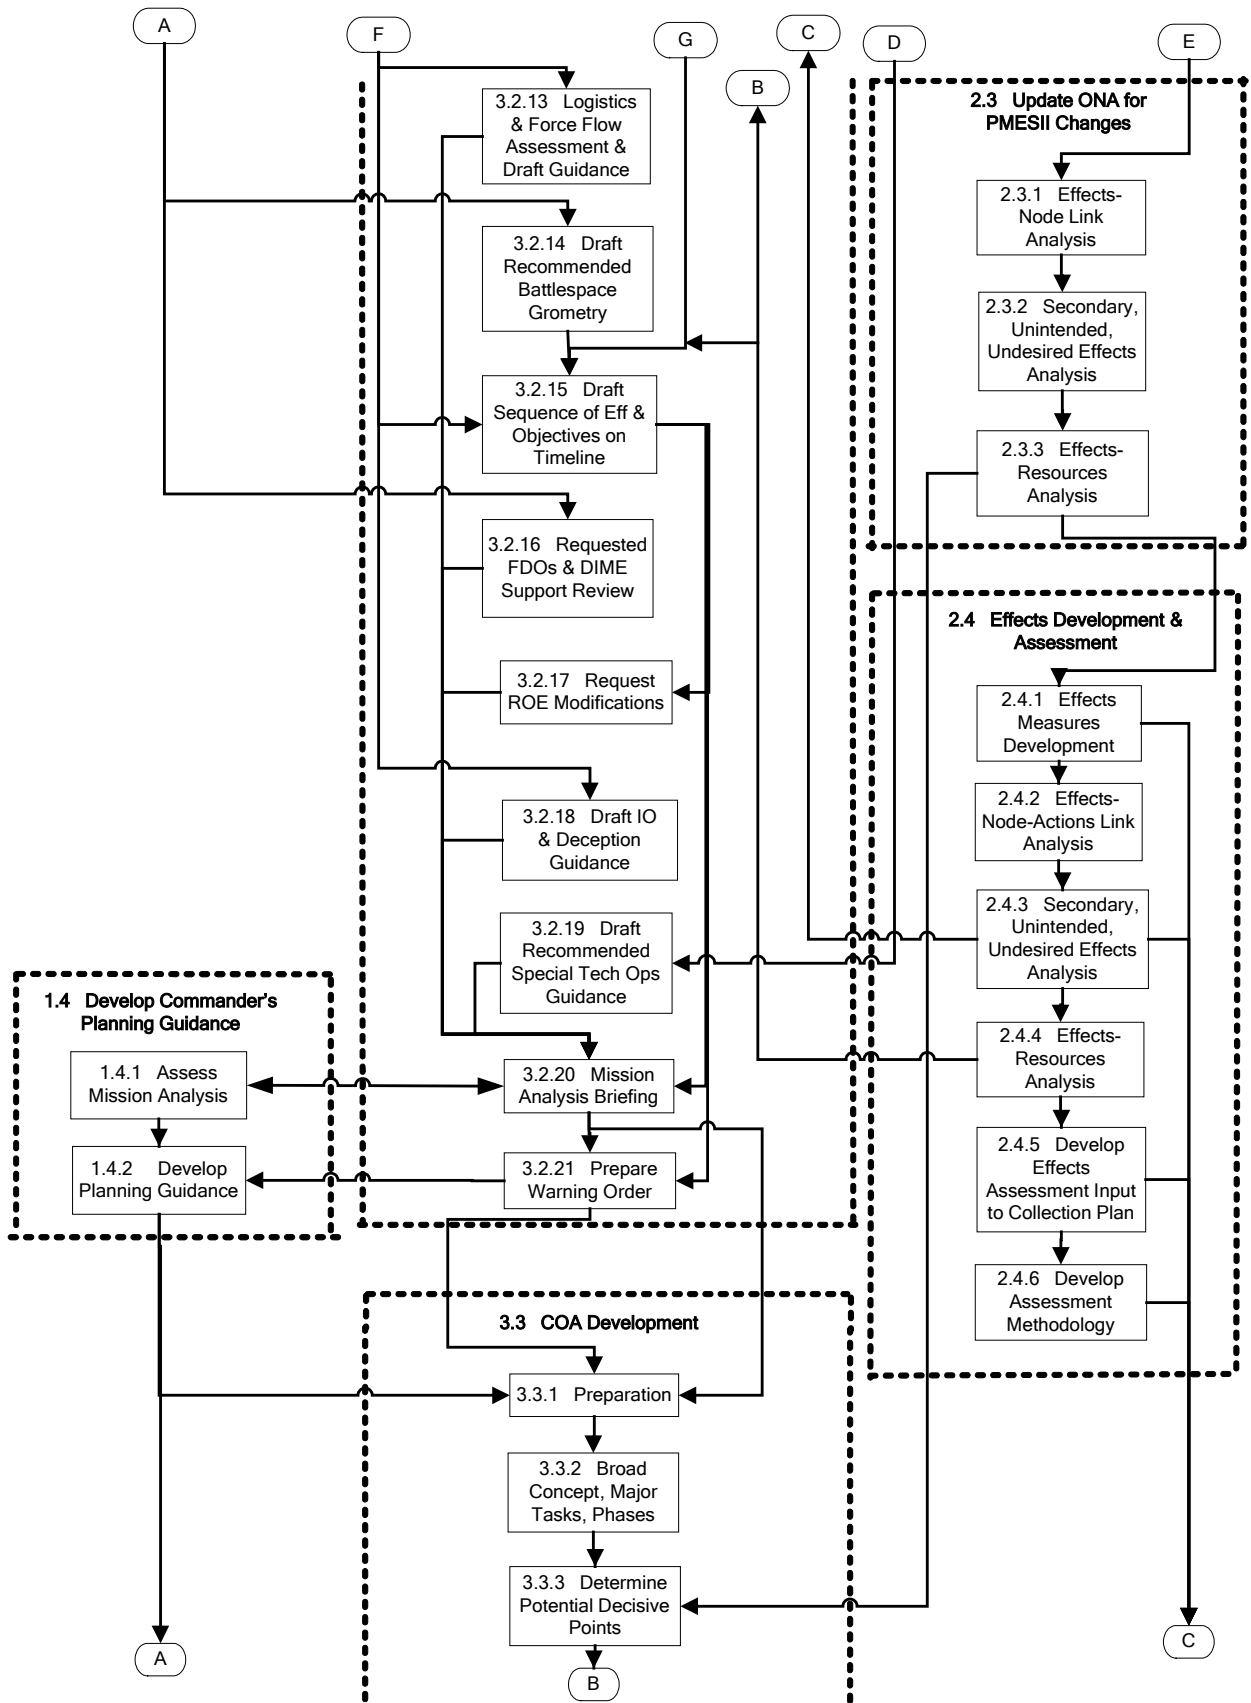 A
F
G
C
D
E
B
3.2.13 Logistics
& Force Flow
Assessment &
Draft Guidance
3.2.14 Draft
Recommended
Battlespace
Grometry
3.2.15 Draft
Sequence of Eff &
Objectives on
Timeline
3.2.16 Requested
FDOs & DIME
Support Review
3.2.17 Request
ROE Modifications
3.2.18 Draft IO
& Deception
Guidance
3.2.19 Draft
Recommended
Special Tech Ops
Guidance
3.2.20 Mission
Analysis Briefing
3.2.21 Prepare
Warning Order
2.3 Update ONA for
PMESII Changes
2.3.1 Effects-
Node Link
Analysis
2.3.2 Secondary,
Unintended,
Undesired Effects
Analysis
2.3.3 Effects-
Resources
Analysis
2.4 Effects Development &
Assessment
2.4.1 Effects
Measures
Development
2.4.2 Effects-
Node-Actions Link
Analysis
2.4.3 Secondary,
Unintended,
Undesired Effects
Analysis
2.4.4 Effects-
Resources
Analysis
2.4.5 Develop
Effects
Assessment Input
to Collection Plan
2.4.6 Develop
Assessment
Methodology
1.4 Develop Commander's
Planning Guidance
1.4.1 Assess
Mission Analysis
1.4.2 Develop
Planning Guidance
3.3 COA Development
3.3.1 Preparation
3.3.2 Broad
Concept, Major
Tasks, Phases
3.3.3 Determine
Potential Decisive
Points
A
B
C